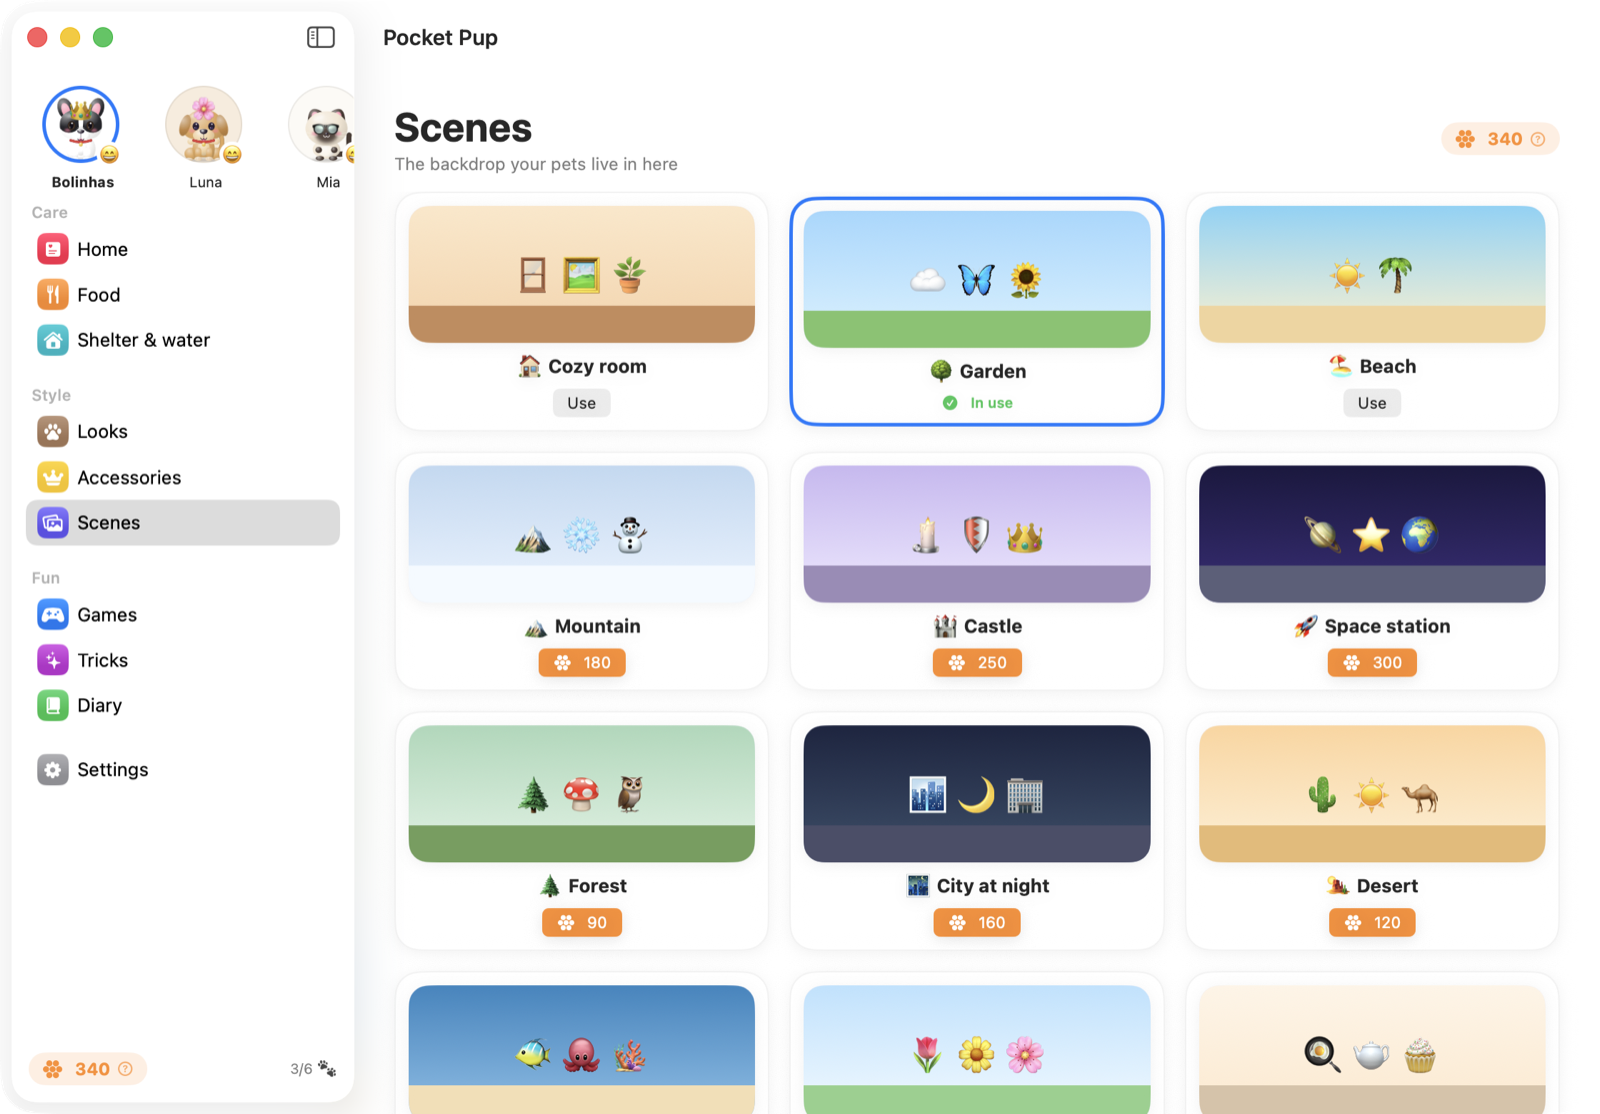 Pocket Pup
Bolinhas
Luna
Mia
Care
Home
Food
Shelter & water
Style
Looks
Accessories
Scenes
Fun
Games
Tricks
Diary
Settings
340 ?
3/6
Scenes
The backdrop your pets live in here
340 ?
Cozy room
Use
Garden
In use
Beach
Use
Mountain
180
Castle
250
Space station
300
Forest
90
City at night
160
Desert
120